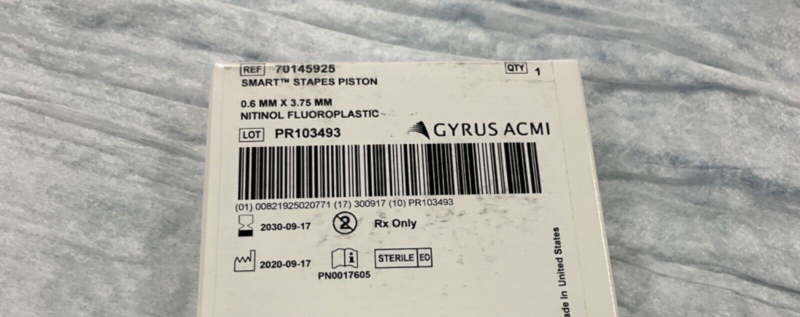 REF 70145925 QTY 1
SMART™ STAPES PISTON
0.6 MM X 3.75 MM
NITINOL FLUOROPLASTIC
LOT PR103493 GYRUS ACMI
(01) 00821925020771 (17) 300917 (10) PR103493
2030-09-17 2 Rx Only
2020-09-17 i STERILE EO
PN0017605
ade In United States